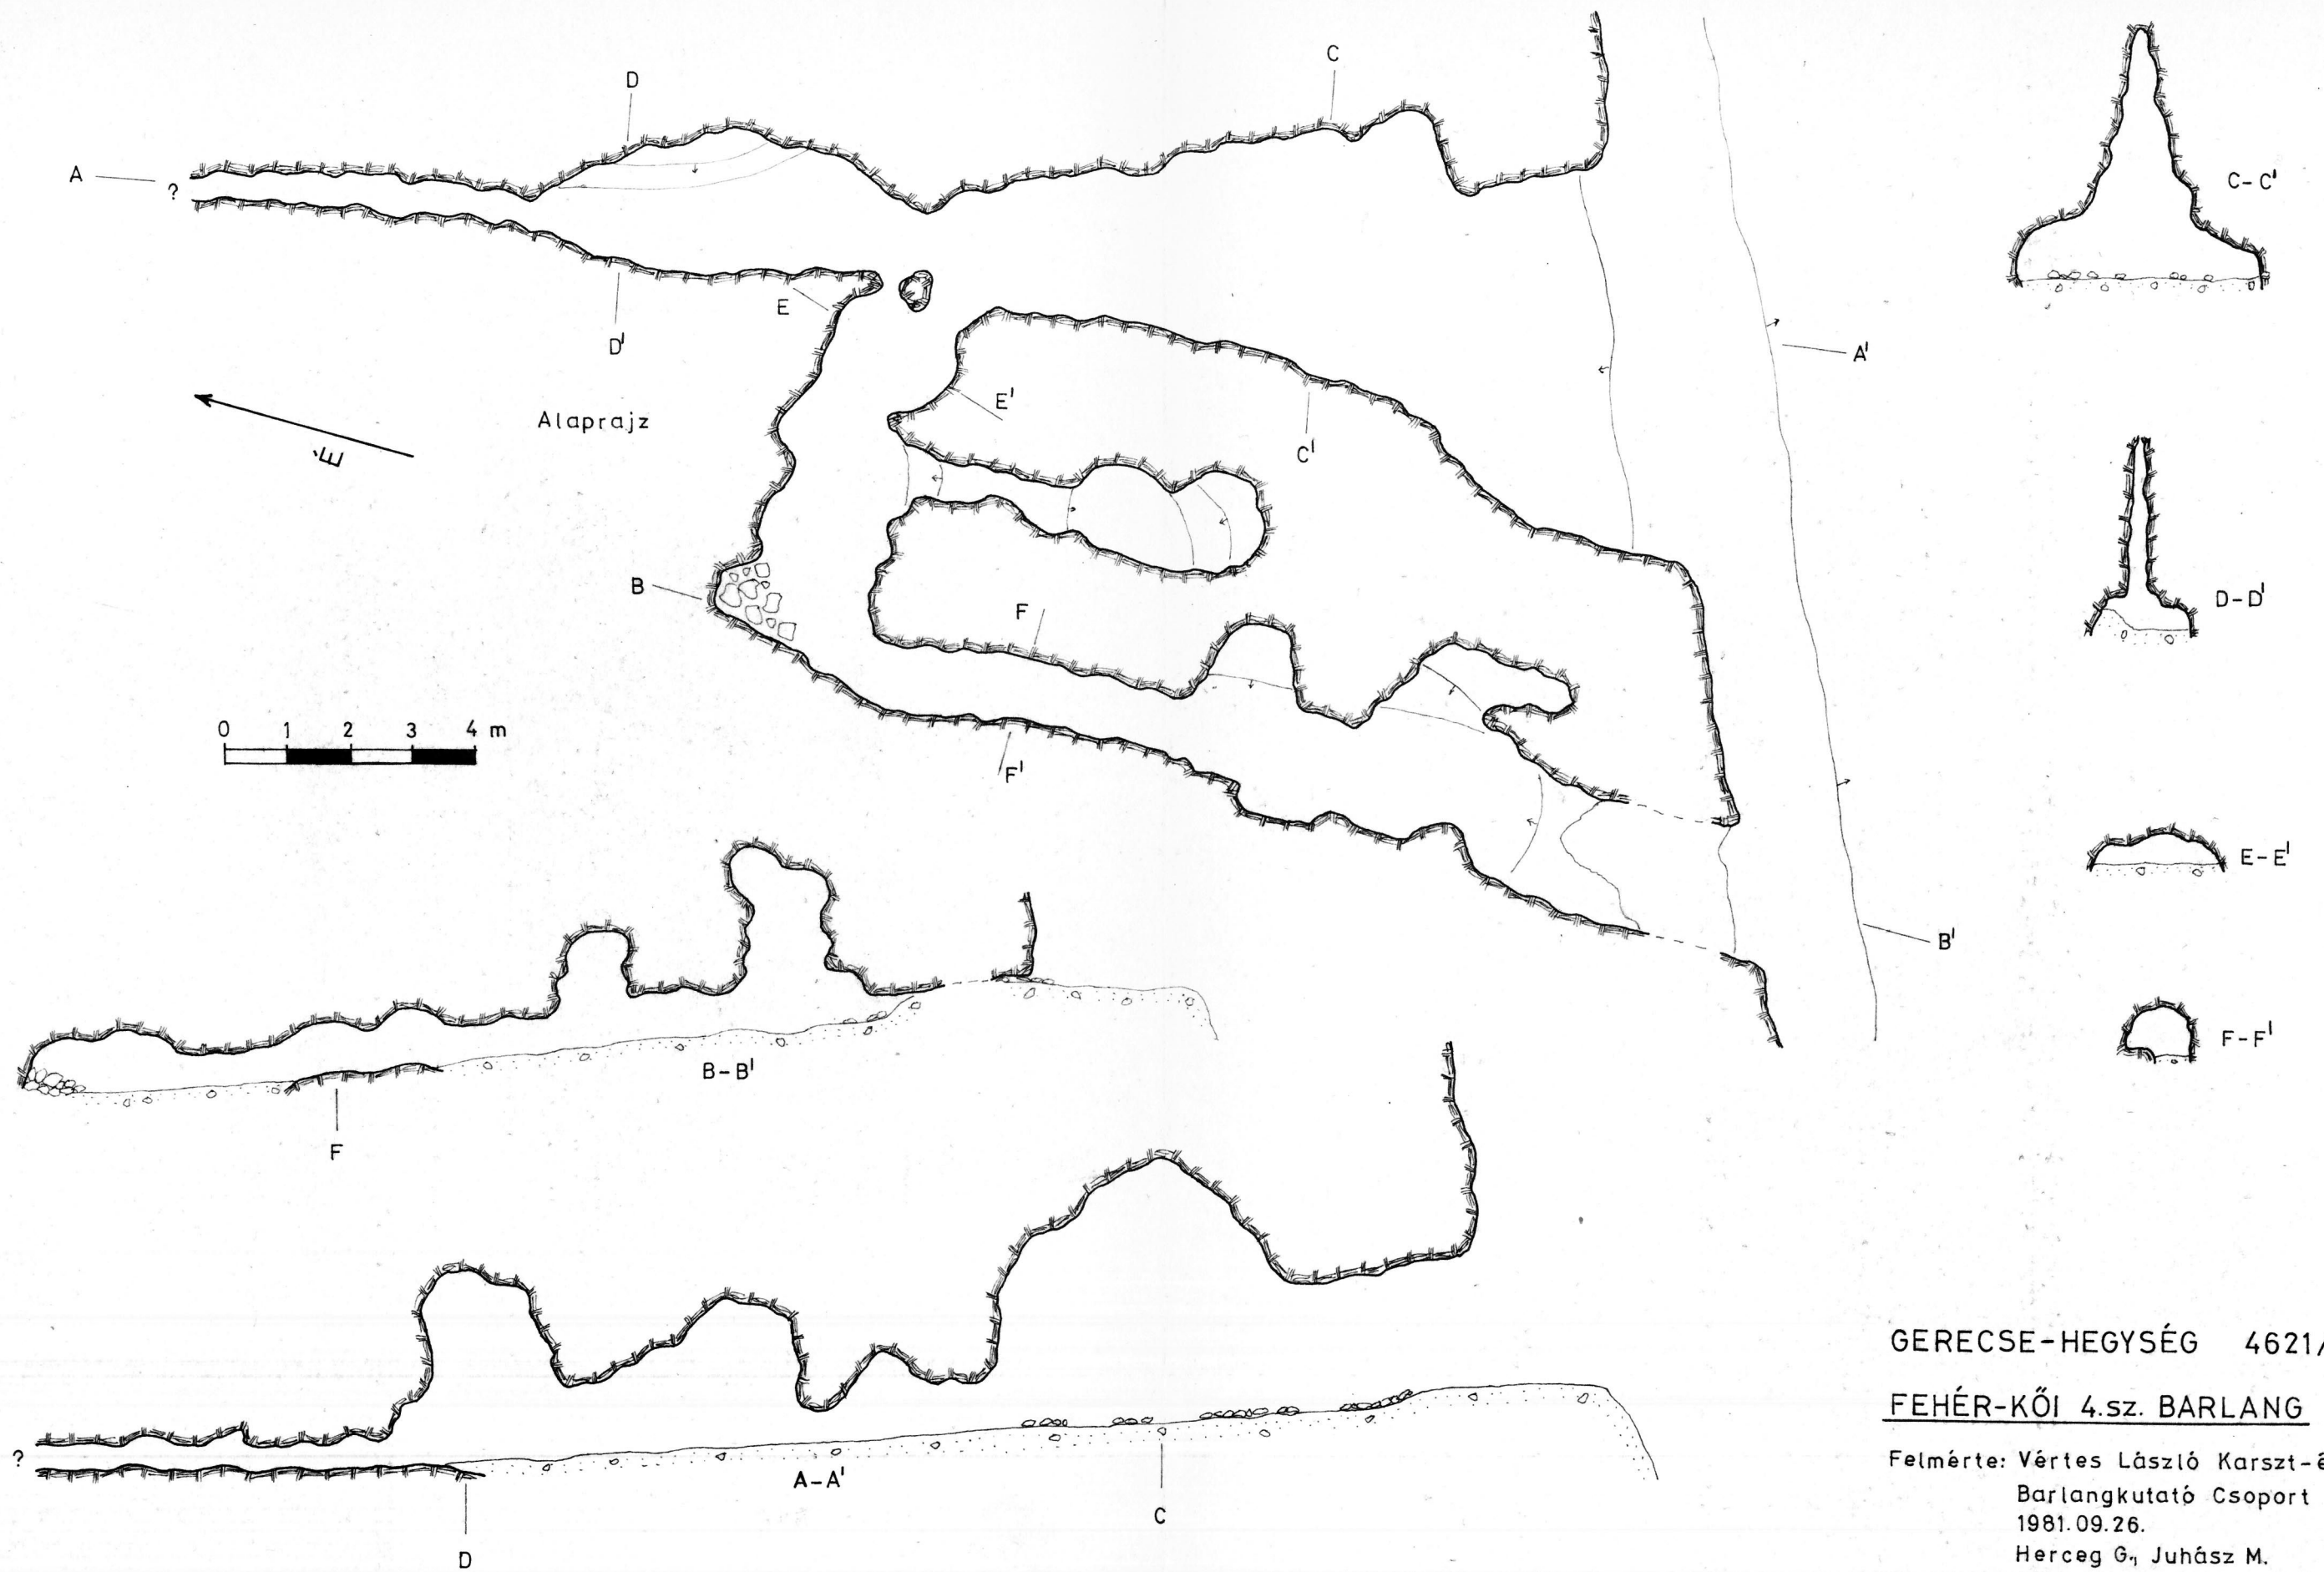 D
C
A
?
C-C'
E
D'
A'
E'
É
Alaprajz
C'
B
F
D-D'
0 1 2 3 4 m
F'
E-E'
B'
F-F'
B-B'
F
GERECSE-HEGYSÉG 4621/
FEHÉR-KŐI 4.sz. BARLANG
?
A-A'
Felmérte: Vértes László Karszt-é
Barlangkutató Csoport
C
1981.09.26.
D
Herceg G., Juhász M.